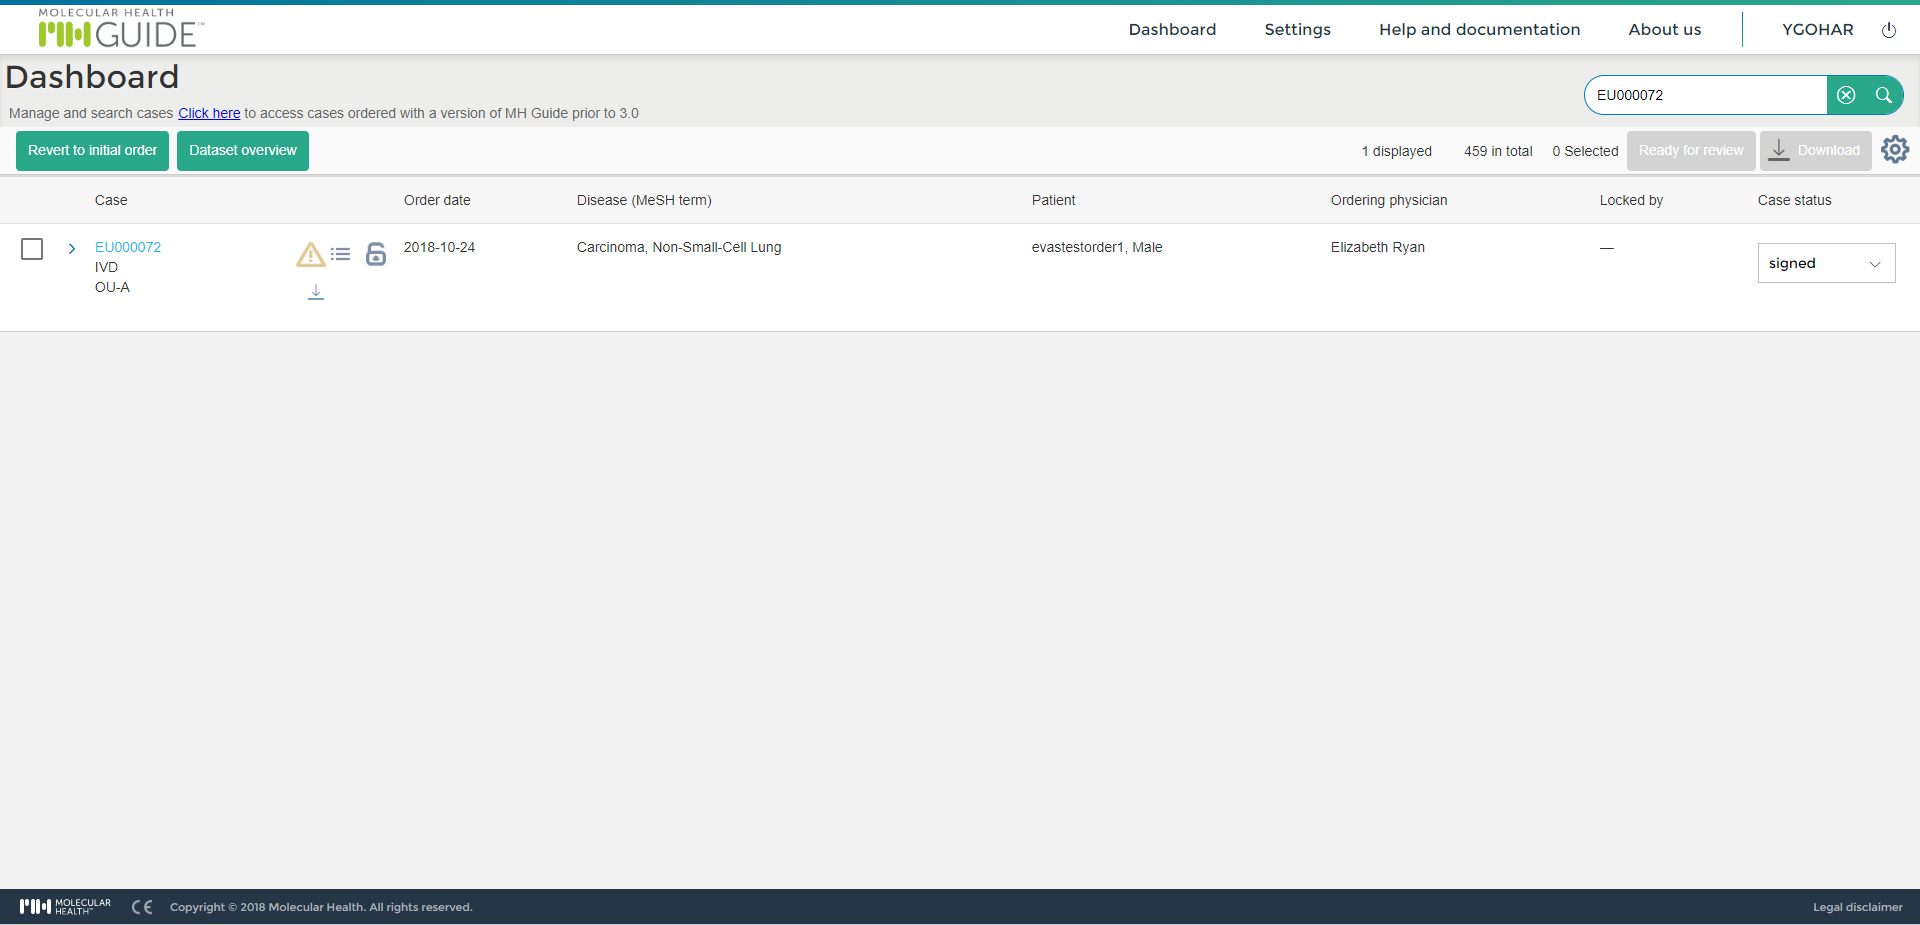 MOLECULAR HEALTH
GUIDE™
Dashboard
Settings
Help and documentation
About us
YGOHAR
Dashboard
EU000072
Manage and search cases Click here to access cases ordered with a version of MH Guide prior to 3.0
Revert to initial order
Dataset overview
1 displayed
459 in total
0 Selected
Ready for review
Download
Case
Order date
Disease (MeSH term)
Patient
Ordering physician
Locked by
Case status
EU000072
IVD
OU-A
2018-10-24
Carcinoma, Non-Small-Cell Lung
evastestorder1, Male
Elizabeth Ryan
—
signed
MOLECULAR
HEALTH™
CE
Copyright © 2018 Molecular Health. All rights reserved.
Legal disclaimer